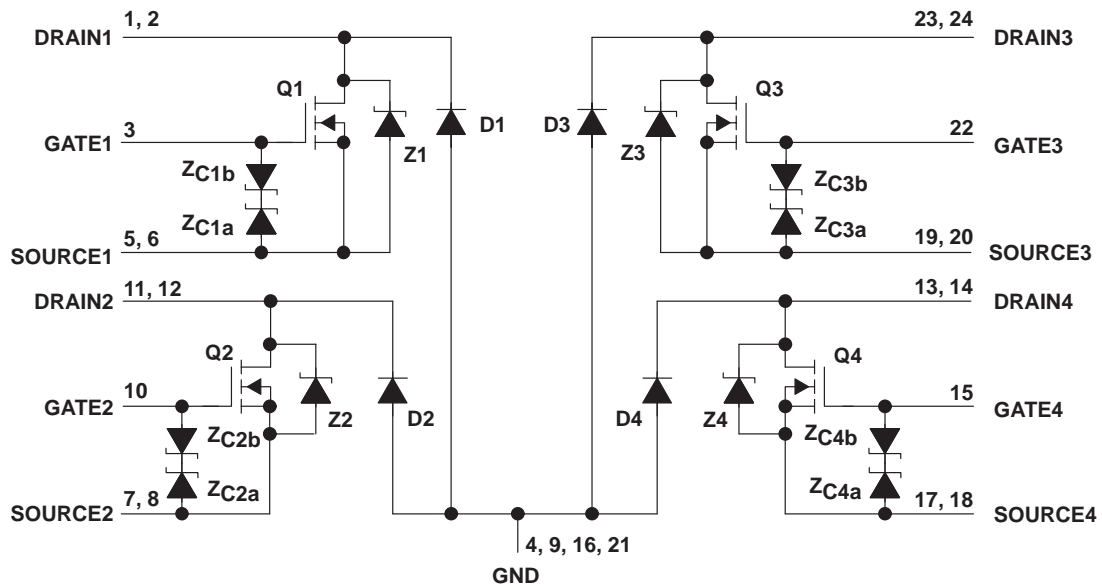 1, 2
23, 24
DRAIN1
DRAIN3
Q1
Q3
3
D1
D3
22
GATE1
Z1
Z3
GATE3
ZC1b
ZC3b
ZC1a
ZC3a
5, 6
19, 20
SOURCE1
SOURCE3
11, 12
13, 14
DRAIN2
DRAIN4
Q2
Q4
10
15
GATE2
Z2
D2
D4
Z4
GATE4
ZC2b
ZC4b
ZC2a
ZC4a
7, 8
17, 18
SOURCE2
SOURCE4
4, 9, 16, 21
GND